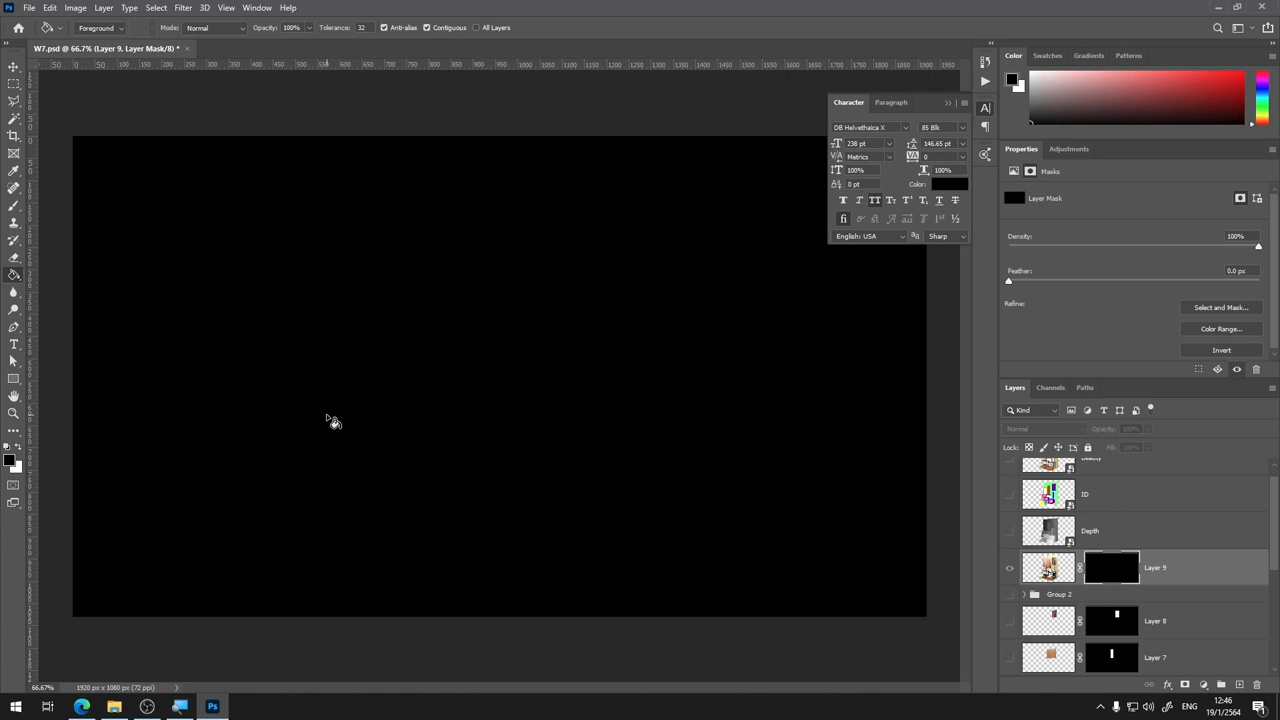 Ps File Edit Image Layer Type Select Filter 3D View Window Help
Foreground Mode: Normal Opacity: 100% Tolerance: 32 Anti-alias Contiguous All Layers
W7.psd @ 66.7% (Layer 9, Layer Mask/8) *
Color Swatches Gradients Patterns
Character Paragraph
DB Helvethaica X 85 Blk
238 pt 146.65 pt
Metrics 0
100% 100%
0 pt Color:
English: USA aa Sharp
Properties Adjustments
Masks
Layer Mask
Density: 100%
Feather: 0.0 px
Refine: Select and Mask...
Color Range...
Invert
Layers Channels Paths
Kind
Normal Opacity: 100%
Lock: Fill: 100%
Beauty
ID
Depth
Layer 9
Group 2
Layer 8
Layer 7
66.67% 1920 px x 1080 px (72 ppi)
ENG 12:46
19/1/2564